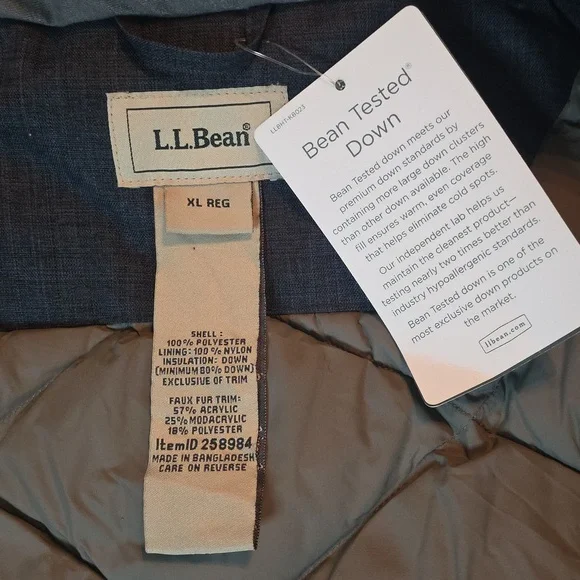 L.L.Bean®
XL REG
SHELL:
100% POLYESTER
LINING: 100% NYLON
INSULATION: DOWN
(MINIMUM 80% DOWN)
EXCLUSIVE OF TRIM
FAUX FUR TRIM:
57% ACRYLIC
25% MODACRYLIC
18% POLYESTER
ItemID 258984
MADE IN BANGLADESH
CARE ON REVERSE
LLBHT-KB023
Bean Tested®
Down
Bean Tested down meets our
premium down standards by
containing more large down clusters
than other down available. The high
fill ensures warm, even coverage
that helps eliminate cold spots.
Our independent lab helps us
maintain the cleanest product—
testing nearly two times better than
industry hypoallergenic standards.
Bean Tested down is one of the
most exclusive down products on
the market.
llbean.com